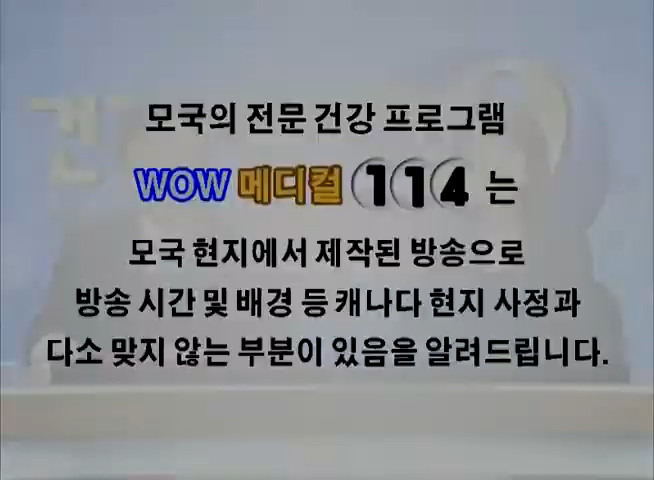 모국의 전문 건강 프로그램
WOW 메디컬 114 는
모국 현지에서 제작된 방송으로
방송 시간 및 배경 등 캐나다 현지 사정과
다소 맞지 않는 부분이 있음을 알려드립니다.